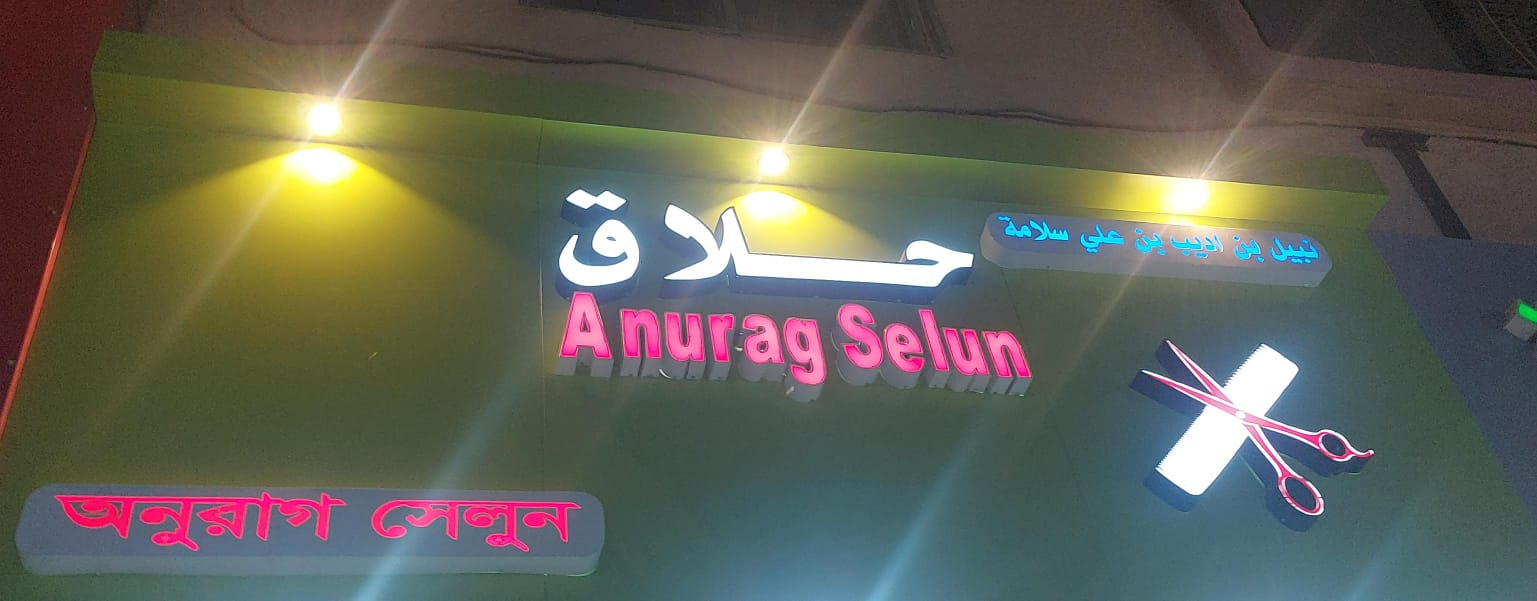 حلاق
نبيل بن اديب بن علي سلامة
Anurag Selun
অনুরাগ সেলুন